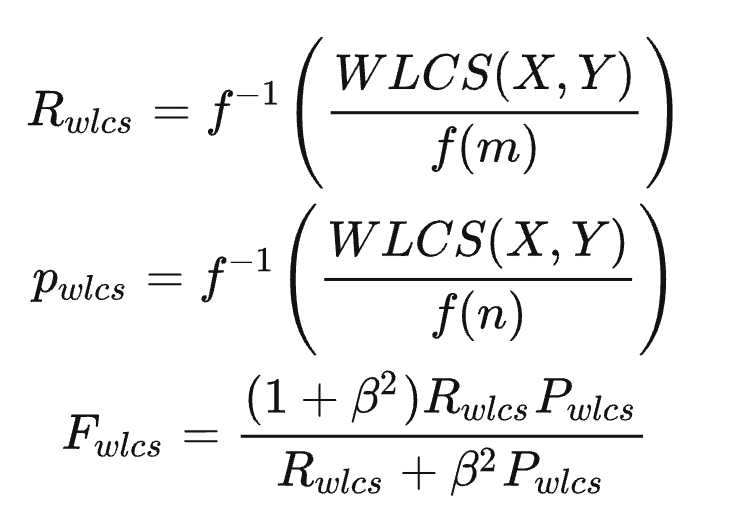 R_{wlcs} = f^{-1} \left( \frac{WLCS(X, Y)}{f(m)} \right)
p_{wlcs} = f^{-1} \left( \frac{WLCS(X, Y)}{f(n)} \right)
F_{wlcs} = \frac{(1 + \beta^2) R_{wlcs} P_{wlcs}}{R_{wlcs} + \beta^2 P_{wlcs}}